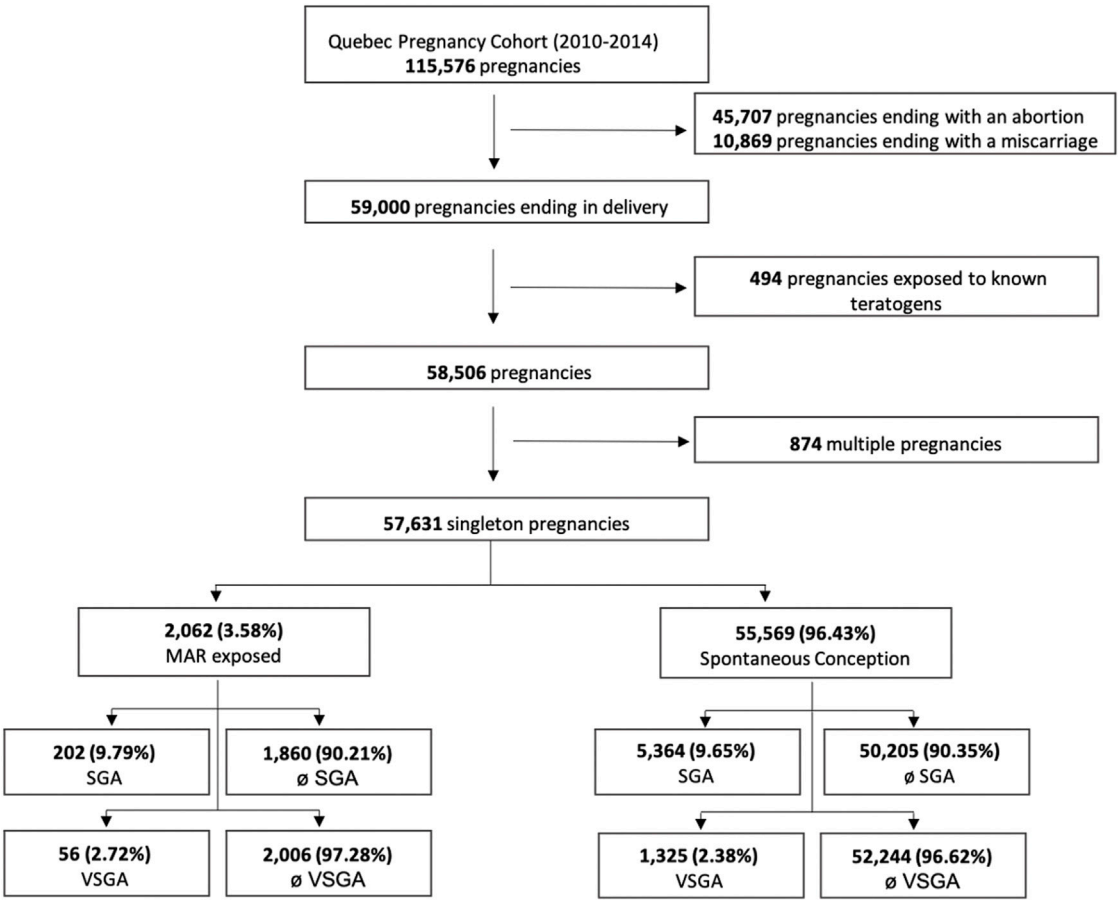 Quebec Pregnancy Cohort (2010-2014)
115,576 pregnancies
45,707 pregnancies ending with an abortion
10,869 pregnancies ending with a miscarriage
59,000 pregnancies ending in delivery
494 pregnancies exposed to known
teratogens
58,506 pregnancies
874 multiple pregnancies
57,631 singleton pregnancies
2,062 (3.58%)
MAR exposed
55,569 (96.43%)
Spontaneous Conception
202 (9.79%)
SGA
1,860 (90.21%)
ø SGA
5,364 (9.65%)
SGA
50,205 (90.35%)
ø SGA
56 (2.72%)
VSGA
2,006 (97.28%)
ø VSGA
1,325 (2.38%)
VSGA
52,244 (96.62%)
ø VSGA